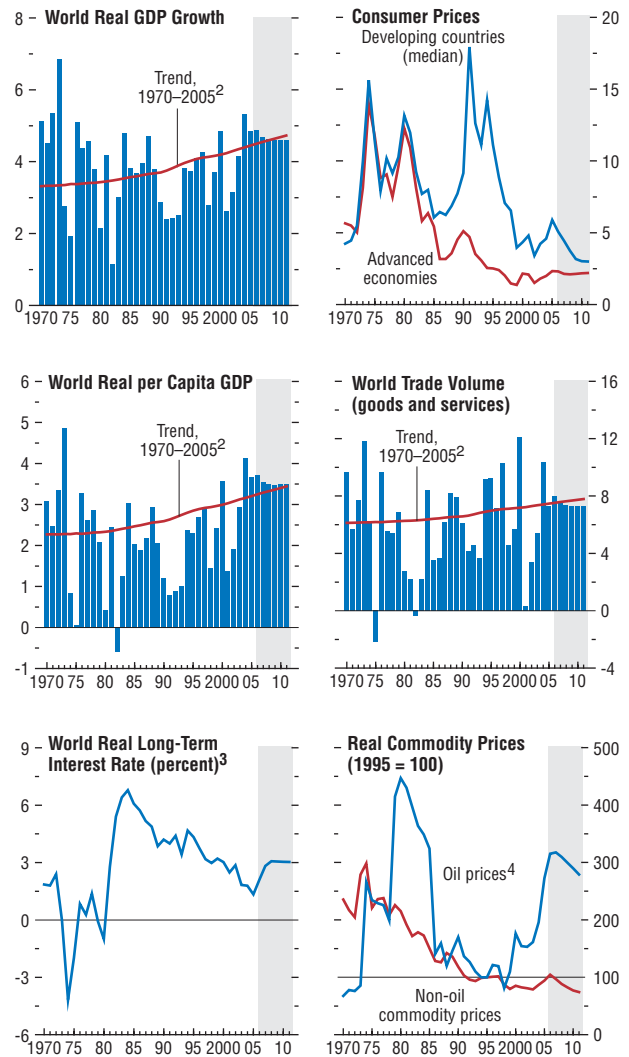 World Real GDP Growth
8
6
4
2
0
Trend,
1970–2005²
1970 75 80 85 90 95 2000 05 10
Consumer Prices
Developing countries
(median)
Advanced
economies
20
15
10
5
0
1970 75 80 85 90 95 2000 05 10
World Real per Capita GDP
6
5
4
3
2
1
0
-1
Trend,
1970–2005²
1970 75 80 85 90 95 2000 05 10
World Trade Volume
(goods and services)
Trend,
1970–2005²
16
12
8
4
0
-4
1970 75 80 85 90 95 2000 05 10
World Real Long-Term
Interest Rate (percent)³
9
6
3
0
-3
-6
1970 75 80 85 90 95 2000 05 10
Real Commodity Prices
(1995 = 100)
Oil prices⁴
Non-oil
commodity prices
500
400
300
200
100
0
1970 75 80 85 90 95 2000 05 10